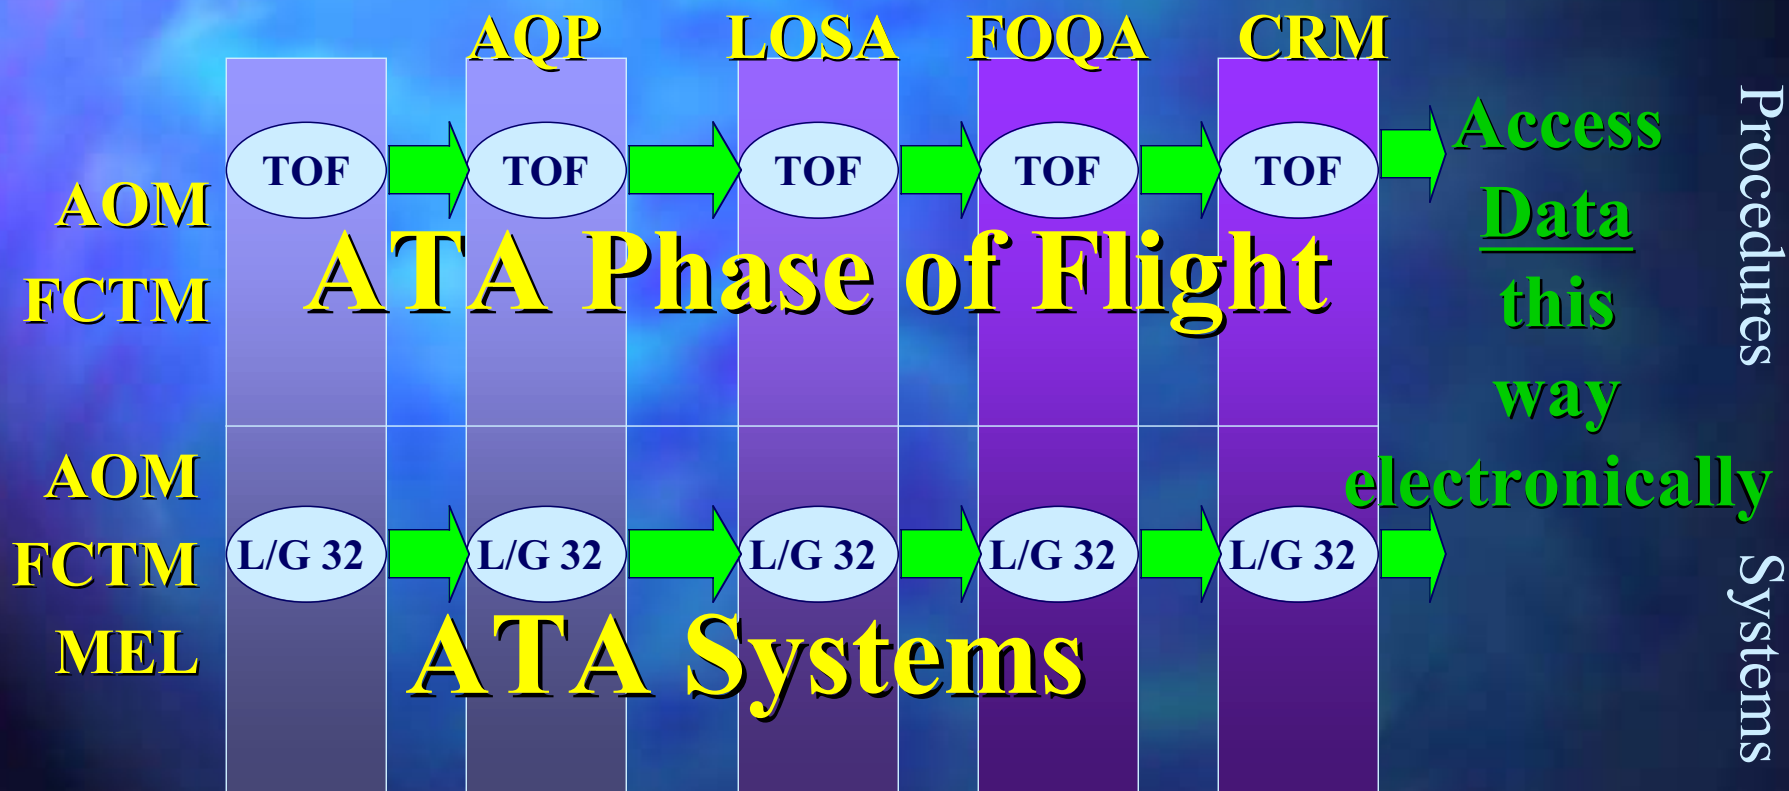 AQP LOSA FOQA CRM
TOF TOF TOF TOF TOF
AOM
FCTM
ATA Phase of Flight
Access
Data
this
way
electronically
Procedures
AOM
FCTM
MEL
L/G 32 L/G 32 L/G 32 L/G 32 L/G 32
ATA Systems
Systems